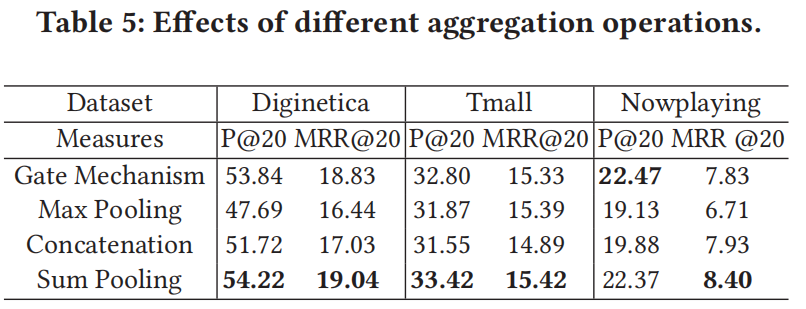 Table 5: Effects of different aggregation operations.
Dataset Diginetica Tmall Nowplaying
Measures P@20 MRR@20 P@20 MRR@20 P@20 MRR @20
Gate Mechanism 53.84 18.83 32.80 15.33 22.47 7.83
Max Pooling 47.69 16.44 31.87 15.39 19.13 6.71
Concatenation 51.72 17.03 31.55 14.89 19.88 7.93
Sum Pooling 54.22 19.04 33.42 15.42 22.37 8.40